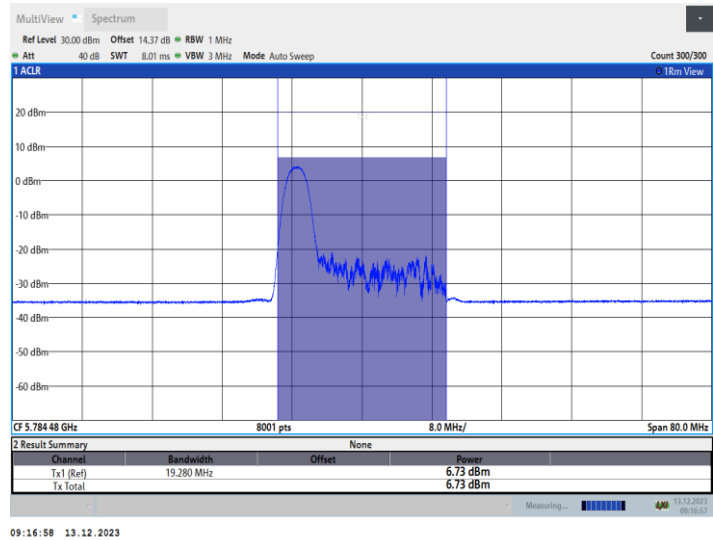 MultiView Spectrum
Ref Level 30.00 dBm Offset 14.37 dB RBW 1 MHz
Att 40 dB SWT 8.01 ms VBW 3 MHz Mode Auto Sweep Count 300/300
1 ACLR 1Rm View
20 dBm
10 dBm
0 dBm
-10 dBm
-20 dBm
-30 dBm
-40 dBm
-50 dBm
-60 dBm
CF 5.784 48 GHz 8001 pts 8.0 MHz/ Span 80.0 MHz
2 Result Summary None
Channel Bandwidth Offset Power
Tx1 (Ref) 19.280 MHz 6.73 dBm
Tx Total 6.73 dBm
Measuring... 13.12.2023
09:16:57
09:16:58 13.12.2023